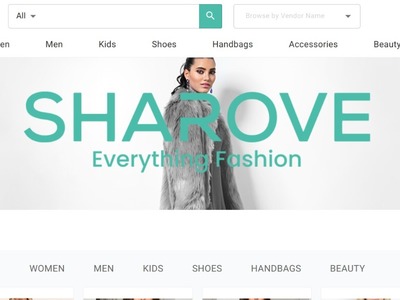 All
Browse by Vendor Name
Men Kids Shoes Handbags Accessories Beauty
SHAROVE
Everything Fashion
WOMEN MEN KIDS SHOES HANDBAGS BEAUTY